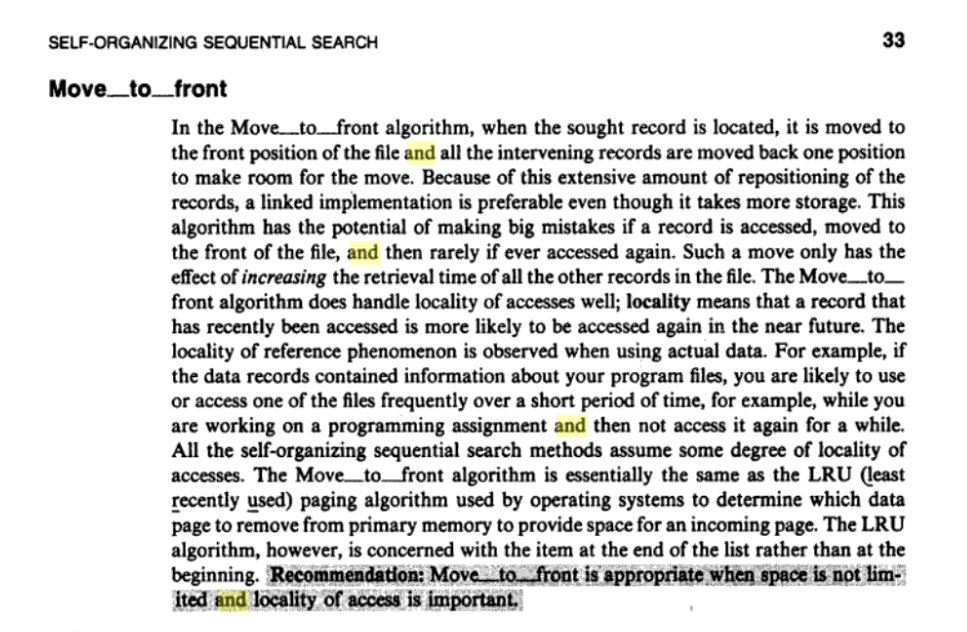 SELF-ORGANIZING SEQUENTIAL SEARCH 33
Move_to_front
In the Move_to_front algorithm, when the sought record is located, it is moved to
the front position of the file and all the intervening records are moved back one position
to make room for the move. Because of this extensive amount of repositioning of the
records, a linked implementation is preferable even though it takes more storage. This
algorithm has the potential of making big mistakes if a record is accessed, moved to
the front of the file, and then rarely if ever accessed again. Such a move only has the
effect of increasing the retrieval time of all the other records in the file. The Move_to_
front algorithm does handle locality of accesses well; locality means that a record that
has recently been accessed is more likely to be accessed again in the near future. The
locality of reference phenomenon is observed when using actual data. For example, if
the data records contained information about your program files, you are likely to use
or access one of the files frequently over a short period of time, for example, while you
are working on a programming assignment and then not access it again for a while.
All the self-organizing sequential search methods assume some degree of locality of
accesses. The Move_to_front algorithm is essentially the same as the LRU (least
recently used) paging algorithm used by operating systems to determine which data
page to remove from primary memory to provide space for an incoming page. The LRU
algorithm, however, is concerned with the item at the end of the list rather than at the
beginning. Recommendation: Move_to_front is appropriate when space is not lim-
ited and locality of access is important.